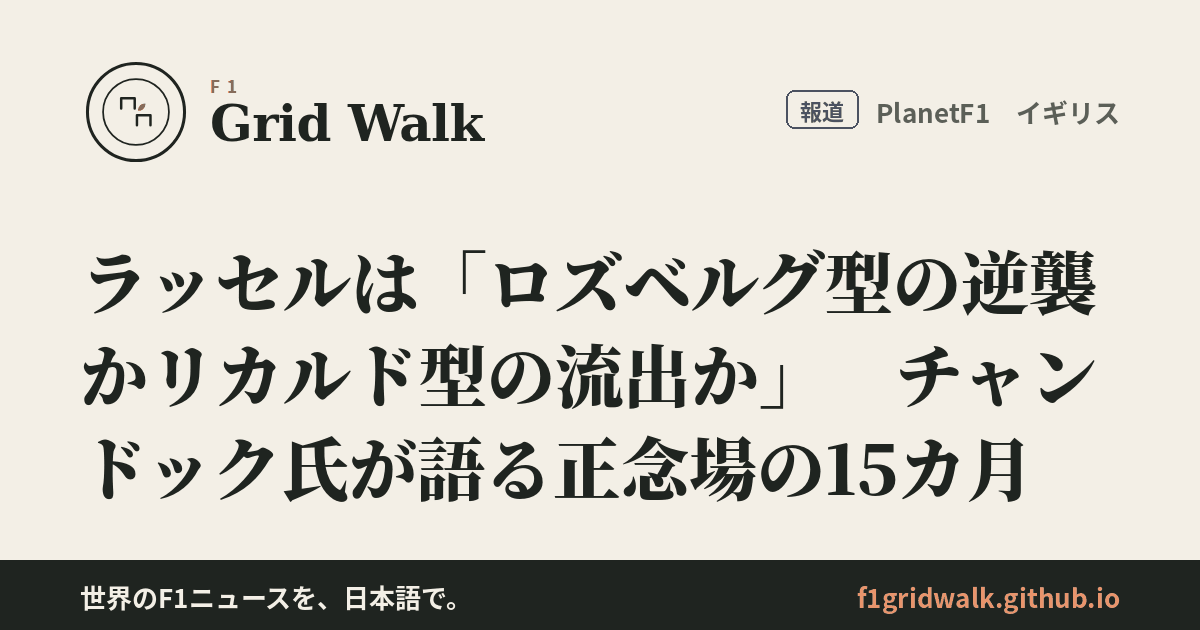 F1
Grid Walk
報道 PlanetF1 イギリス
ラッセルは「ロズベルグ型の逆襲
かリカルド型の流出か」 チャン
ドック氏が語る正念場の15カ月
世界のF1ニュースを、日本語で。
f1gridwalk.github.io